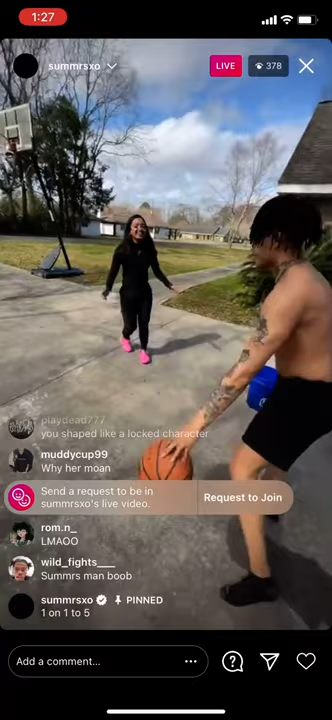 1:27
summrsxo
LIVE
378
playdead777
you shaped like a locked character
muddycup99
Why her moan
Send a request to be in
summrsxo's live video.
Request to Join
rom.n_
LMAOO
wild_fights____
Summrs man boob
summrsxo PINNED
1 on 1 to 5
Add a comment...